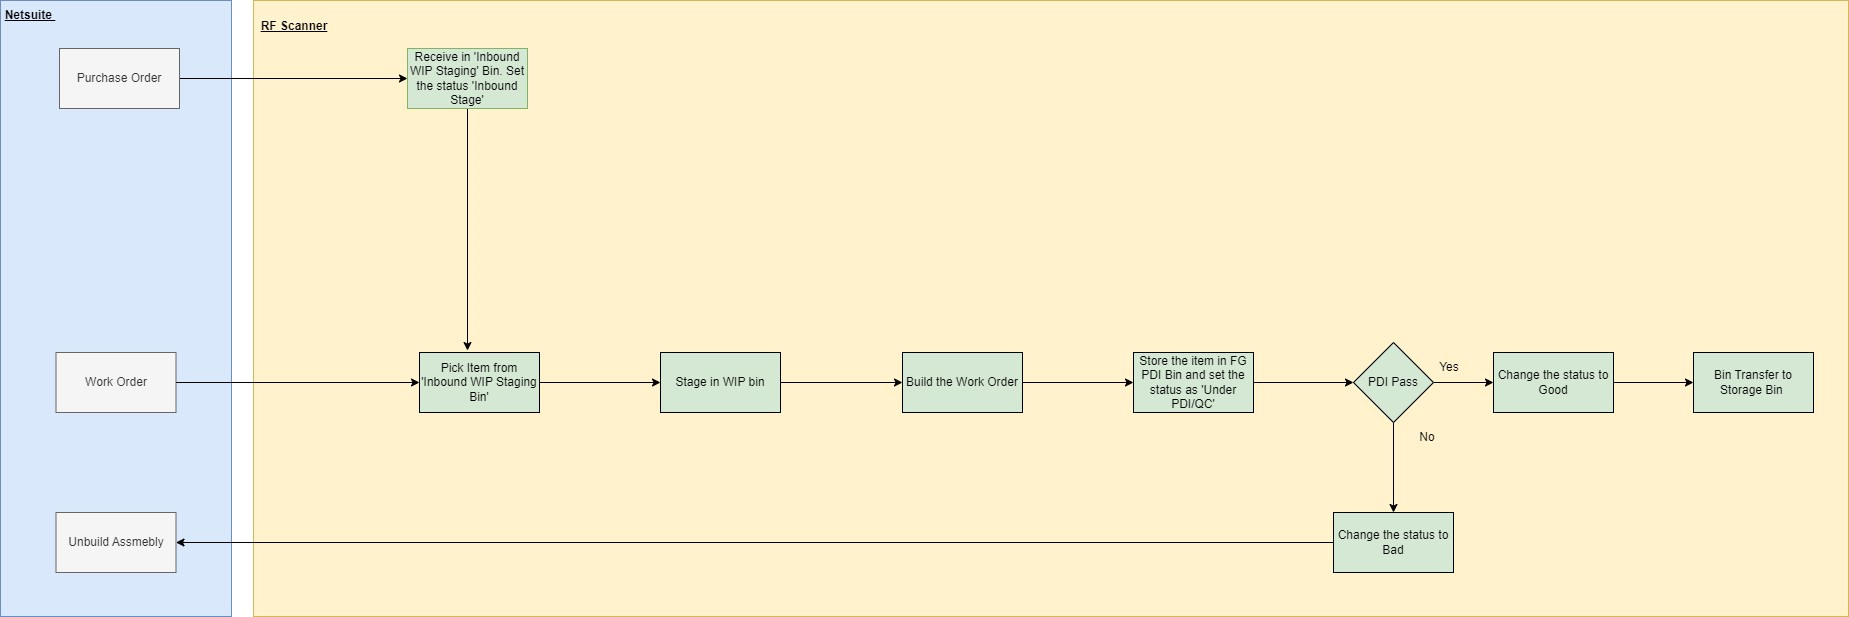 Netsuite
RF Scanner
Purchase Order
Receive in 'Inbound
WIP Staging' Bin. Set
the status 'Inbound
Stage'
Work Order
Pick Item from
'Inbound WIP Staging
Bin'
Stage in WIP bin
Build the Work Order
Store the item in FG
PDI Bin and set the
status as 'Under
PDI/QC'
PDI Pass
Yes
Change the status to
Good
Bin Transfer to
Storage Bin
No
Unbuild Assmebly
Change the status to
Bad